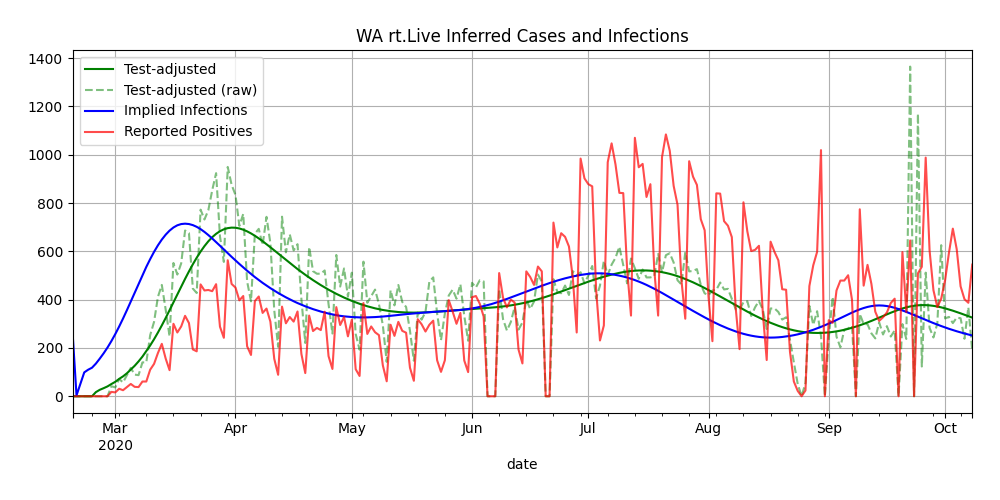 WA rt.Live Inferred Cases and Infections
1400
1200
1000
800
600
400
200
0
Test-adjusted
Test-adjusted (raw)
Implied Infections
Reported Positives
Mar Apr May Jun Jul Aug Sep Oct
2020
date